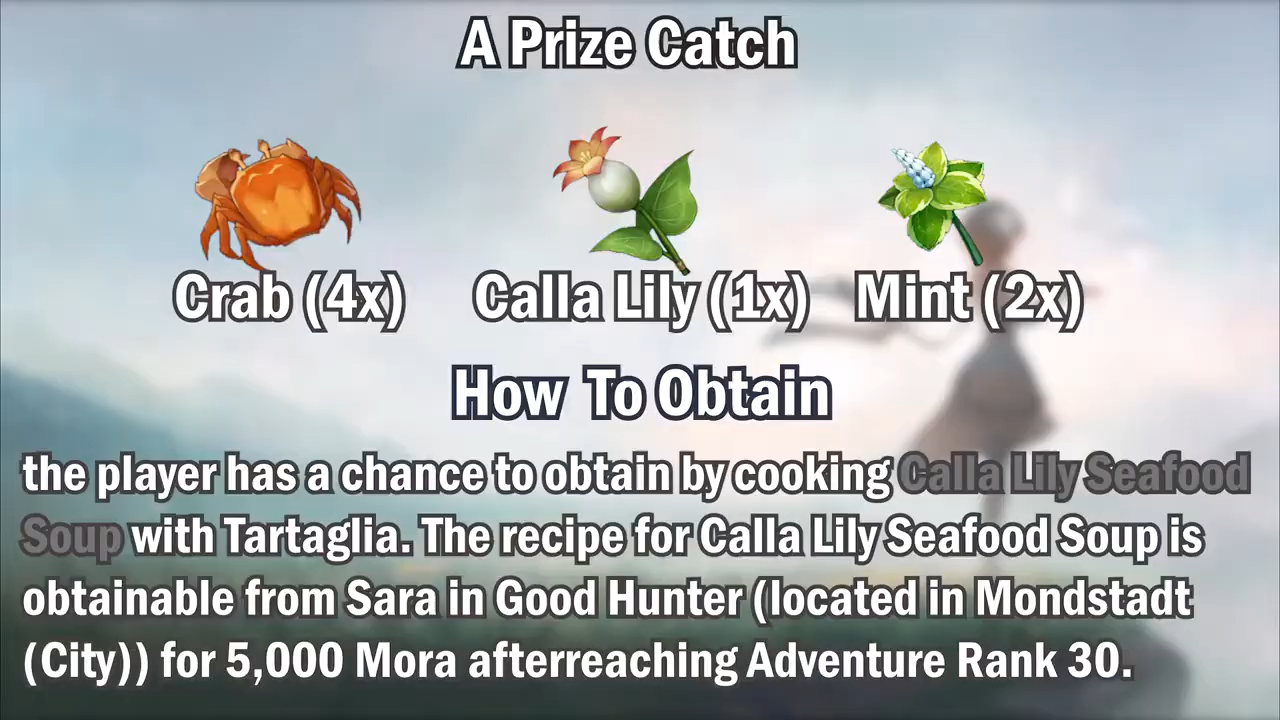 A Prize Catch
Crab (4x) Calla Lily (1x) Mint (2x)
How To Obtain
the player has a chance to obtain by cooking Calla Lily Seafood
Soup with Tartaglia. The recipe for Calla Lily Seafood Soup is
obtainable from Sara in Good Hunter (located in Mondstadt
(City)) for 5,000 Mora afterreaching Adventure Rank 30.